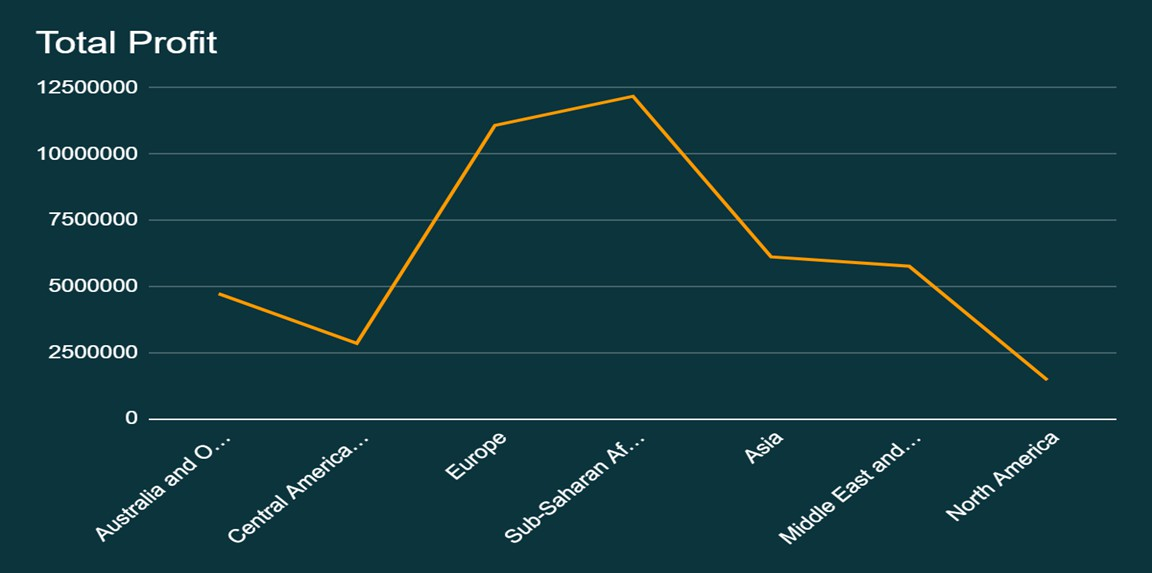 Total Profit
12500000
10000000
7500000
5000000
2500000
0
Australia and O...
Central America...
Europe
Sub-Saharan Af...
Asia
Middle East and...
North America